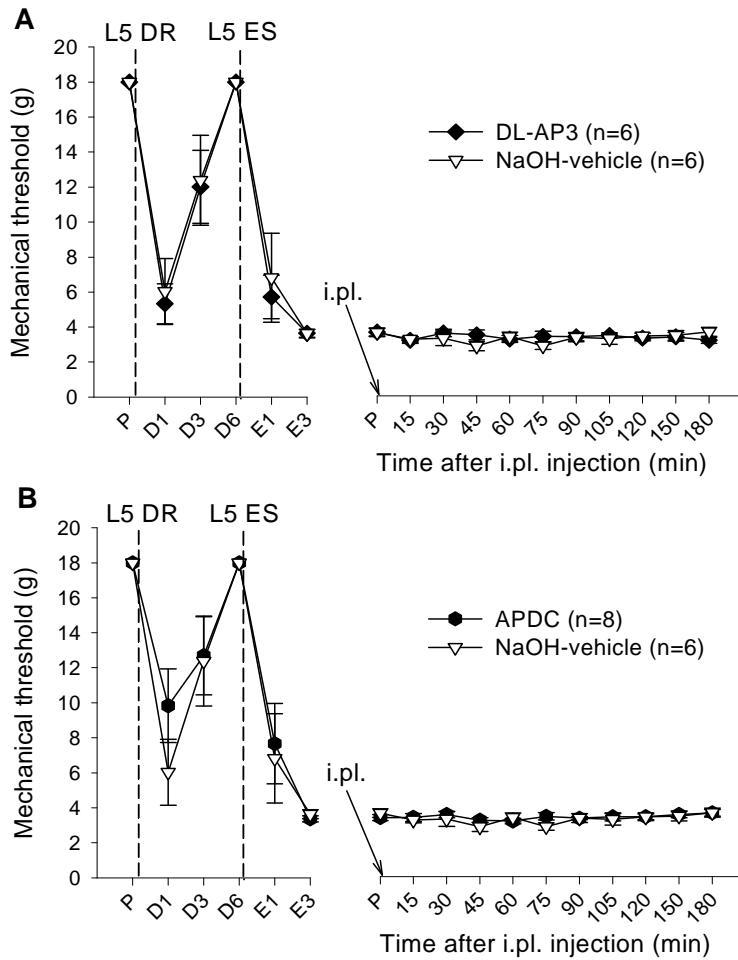 A
L5 DR L5 ES
Mechanical threshold (g)
20
18
16
14
12
10
8
6
4
2
0
DL-AP3 (n=6)
NaOH-vehicle (n=6)
i.pl.
P D1 D3 D6 E1 E3
P 15 30 45 60 75 90 105 120 150 180
Time after i.pl. injection (min)
B
L5 DR L5 ES
Mechanical threshold (g)
20
18
16
14
12
10
8
6
4
2
0
APDC (n=8)
NaOH-vehicle (n=6)
i.pl.
P D1 D3 D6 E1 E3
P 15 30 45 60 75 90 105 120 150 180
Time after i.pl. injection (min)